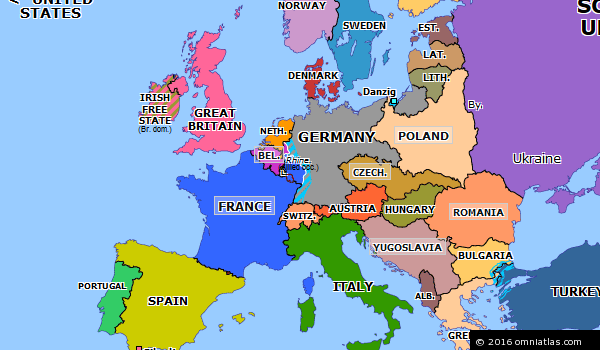 UNITED
STATES
NORWAY
SWEDEN
SO
U
EST.
LAT.
LITH.
DENMARK
Danzig
By.
IRISH
FREE
STATE
(Br. dom.)
GREAT
BRITAIN
NETH.
GERMANY
POLAND
BEL.
Rhine.
occ.)
Ukraine
CZECH.
FRANCE
SWITZ.
AUSTRIA
HUNGARY
ROMANIA
YUGOSLAVIA
BULGARIA
PORTUGAL
SPAIN
ITALY
ALB.
TURKEY
GRE
© 2016 omniatlas.com